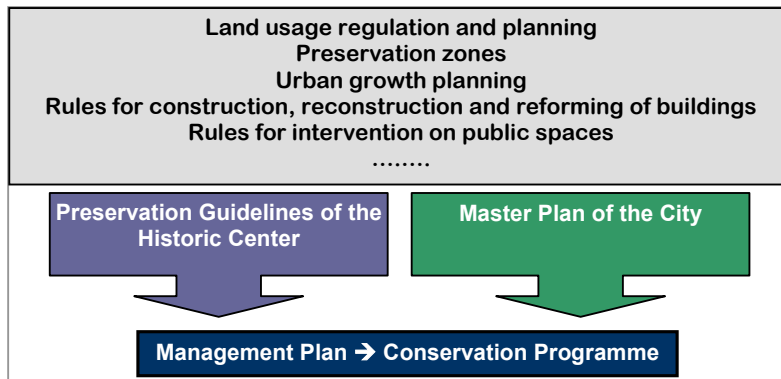 Land usage regulation and planning
Preservation zones
Urban growth planning
Rules for construction, reconstruction and reforming of buildings
Rules for intervention on public spaces
........
Preservation Guidelines of the
Historic Center
Master Plan of the City
Management Plan ➔ Conservation Programme